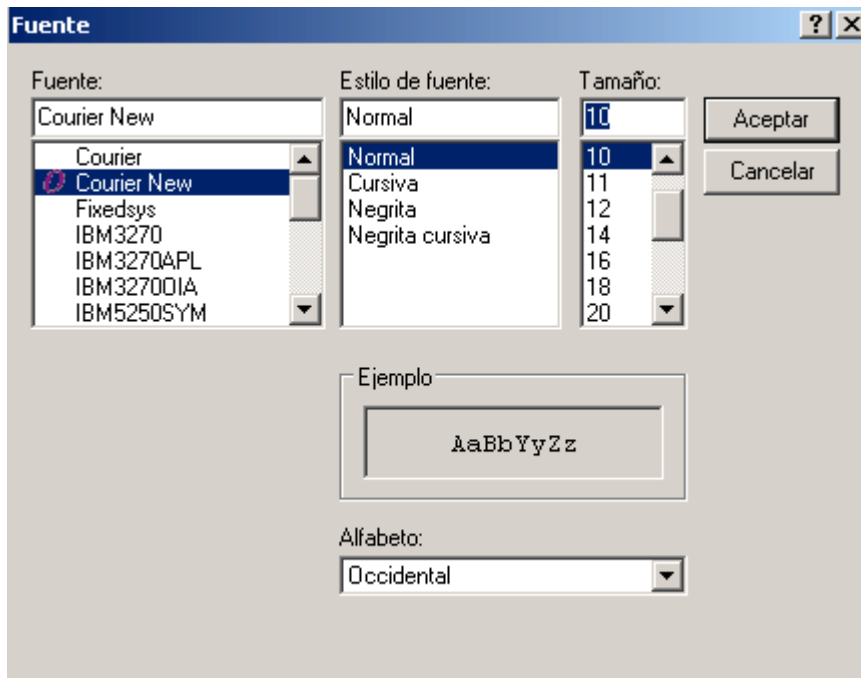 Fuente
Fuente:
Courier New
Courier
Courier New
Fixedsys
IBM3270
IBM3270APL
IBM3270OIA
IBM5250SYM
Estilo de fuente:
Normal
Normal
Cursiva
Negrita
Negrita cursiva
Tamaño:
10
10
11
12
14
16
18
20
Aceptar
Cancelar
Ejemplo
AaBbYyZz
Alfabeto:
Occidental